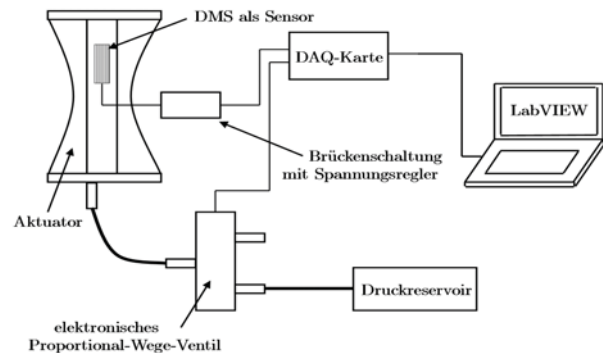 DMS als Sensor
DAQ-Karte
LabVIEW
Brückenschaltung
mit Spannungsregler
Aktuator
Druckreservoir
elektronisches
Proportional-Wege-Ventil